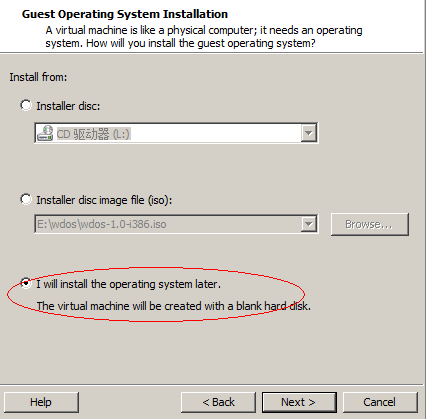 Guest Operating System Installation
A virtual machine is like a physical computer; it needs an operating
system. How will you install the guest operating system?
Install from:
Installer disc:
CD 驱动器 (L:)
Installer disc image file (iso):
E:\wdos\wdos-1.0-i386.iso
Browse...
I will install the operating system later.
The virtual machine will be created with a blank hard disk.
Help
< Back
Next >
Cancel